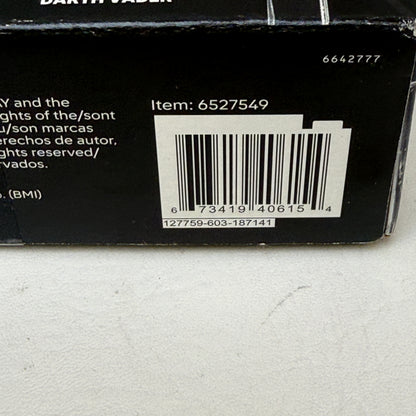 DARTH VADER
6642777
AY and the
ghts of the/sont
u/son marcas
erechos de autor,
ghts reserved/
rvados.
o. (BMI)
Item: 6527549
6 73419 40615 4
127759-603-187141